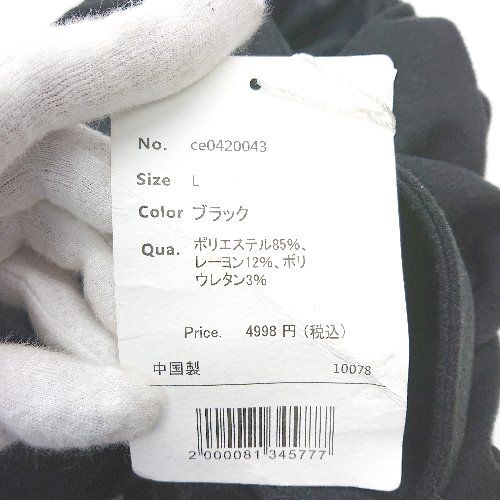 No. ce0420043
Size L
Color ブラック
Qua. ポリエステル85%、
レーヨン12%、ポリ
ウレタン3%
Price. 4998 円（税込）
中国製 10078
2 000081 345777